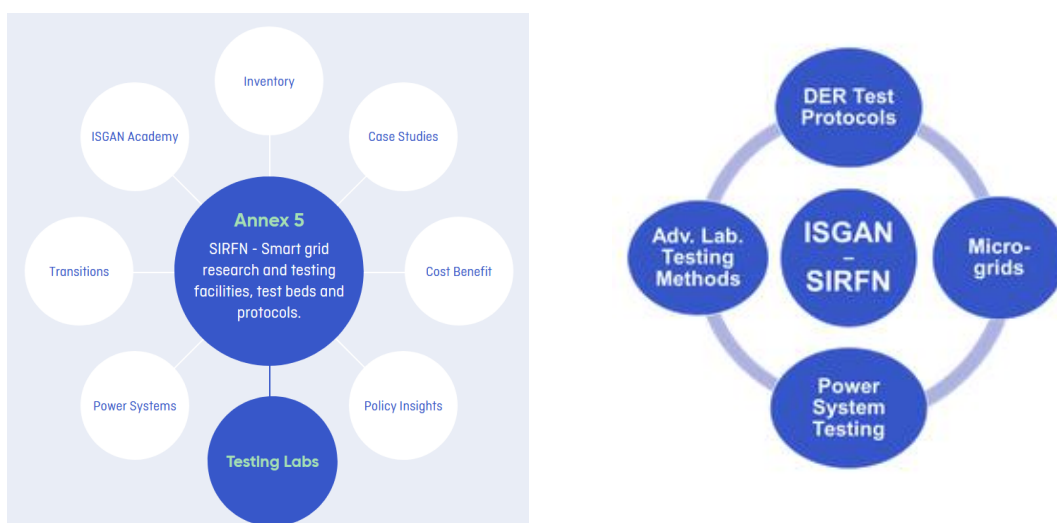 Inventory
ISGAN Academy
Case Studies
Annex 5
SIRFN - Smart grid
research and testing
facilities, test beds and
protocols.
Transitions
Cost Benefit
Power Systems
Policy Insights
Testing Labs
DER Test
Protocols
Adv. Lab.
Testing
Methods
ISGAN
–
SIRFN
Micro-
grids
Power
System
Testing